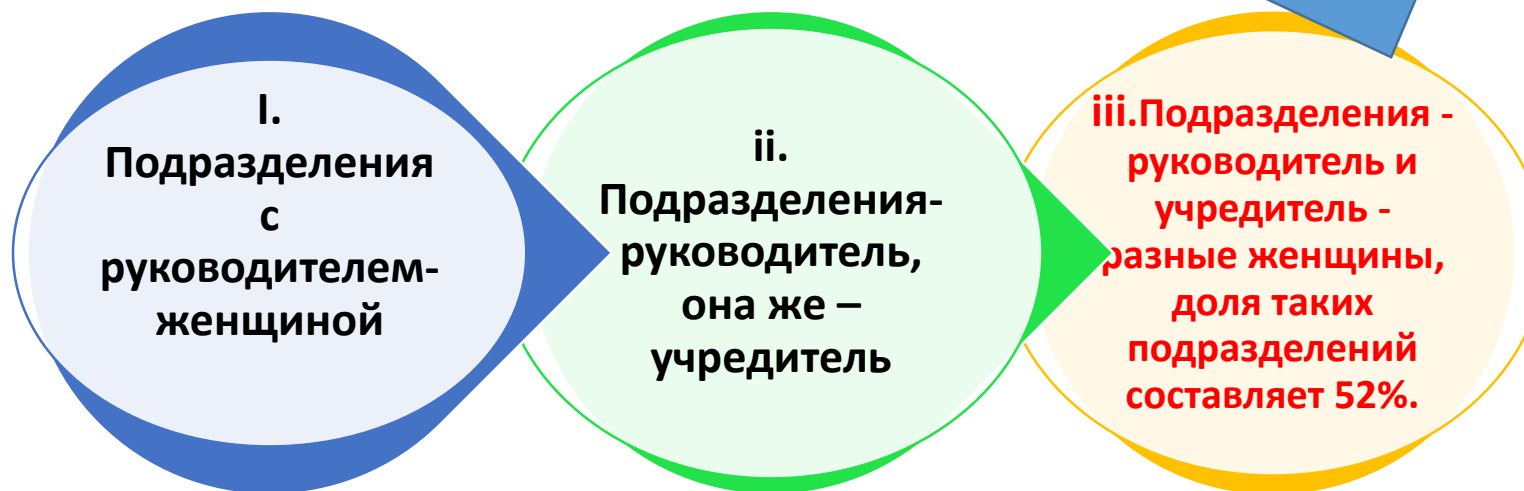 I.
Подразделения
с
руководителем-
женщиной
ii.
Подразделения-
руководитель,
она же –
учредитель
iii.Подразделения -
руководитель и
учредитель -
разные женщины,
доля таких
подразделений
составляет 52%.